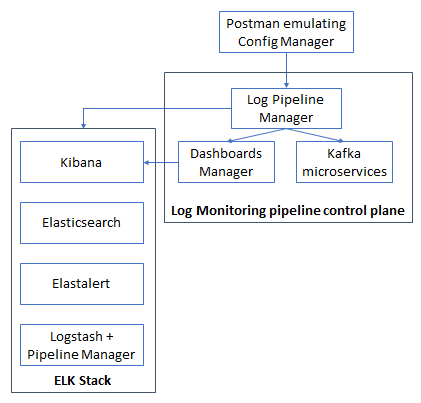 Postman emulating
Config Manager
Log Pipeline
Manager
Dashboards
Manager
Kafka
microservices
Log Monitoring pipeline control plane
Kibana
Elasticsearch
Elastalert
Logstash +
Pipeline Manager
ELK Stack